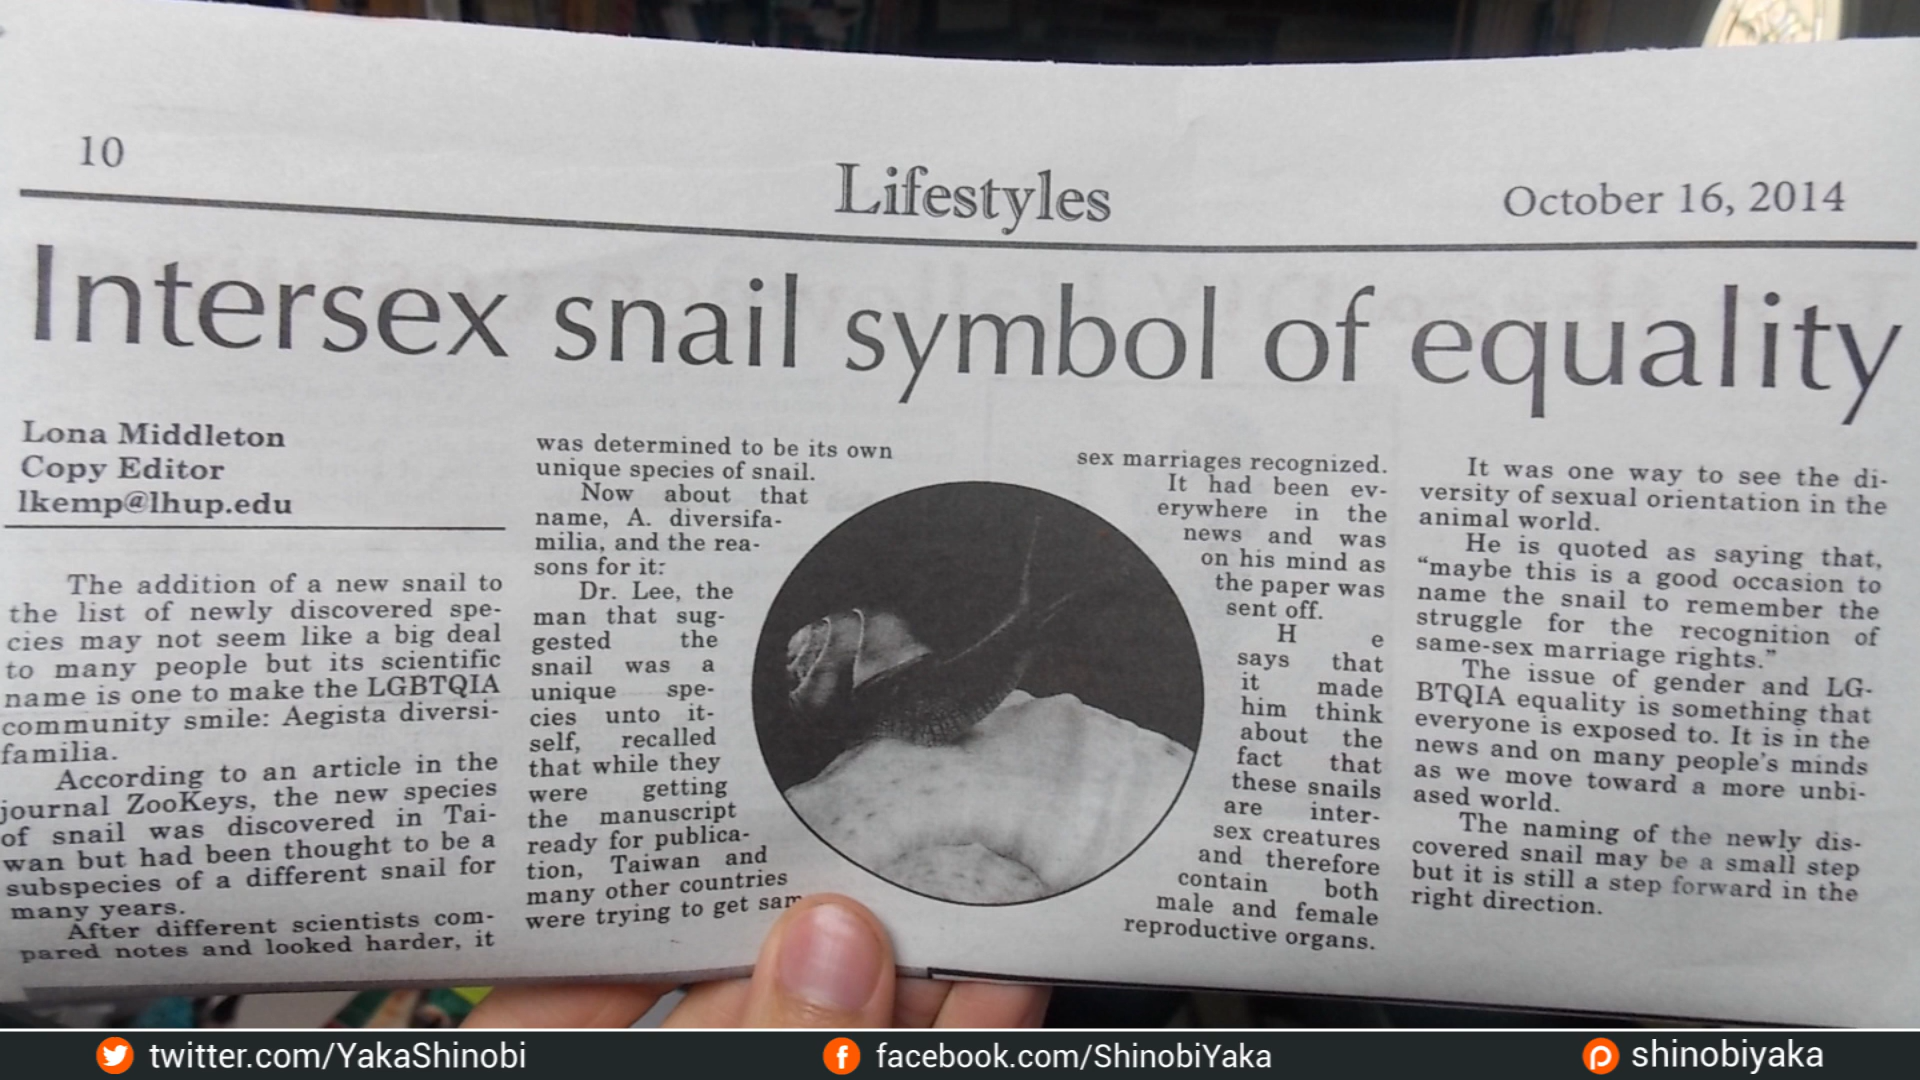 10
Lifestyles
October 16, 2014
Intersex snail symbol of equality
Lona Middleton
Copy Editor
lkemp@lhup.edu
The addition of a new snail to
the list of newly discovered spe-
cies may not seem like a big deal
to many people but its scientific
name is one to make the LGBTQIA
community smile: Aegista diversi-
familia.
According to an article in the
journal ZooKeys, the new species
of snail was discovered in Tai-
wan but had been thought to be a
subspecies of a different snail for
many years.
After different scientists com-
pared notes and looked harder, it
was determined to be its own
unique species of snail.
Now about that
name, A. diversifa-
milia, and the rea-
sons for it:
Dr. Lee, the
man that sug-
gested the
snail was a
unique spe-
cies unto it-
self, recalled
that while they
were getting
the manuscript
ready for publica-
tion, Taiwan and
many other countries
were trying to get
sex marriages recognized.
It had been ev-
erywhere in the
news and was
on his mind as
the paper was
sent off.
H e
says that
it made
him think
about the
fact that
these snails
are inter-
sex creatures
and therefore
contain both
male and female
reproductive organs.
It was one way to see the di-
versity of sexual orientation in the
animal world.
He is quoted as saying that,
“maybe this is a good occasion to
name the snail to remember the
struggle for the recognition of
same-sex marriage rights.”
The issue of gender and LG-
BTQIA equality is something that
everyone is exposed to. It is in the
news and on many people's minds
as we move toward a more unbi-
ased world.
The naming of the newly dis-
covered snail may be a small step
but it is still a step forward in the
right direction.
twitter.com/YakaShinobi
facebook.com/ShinobiYaka
shinobiyaka